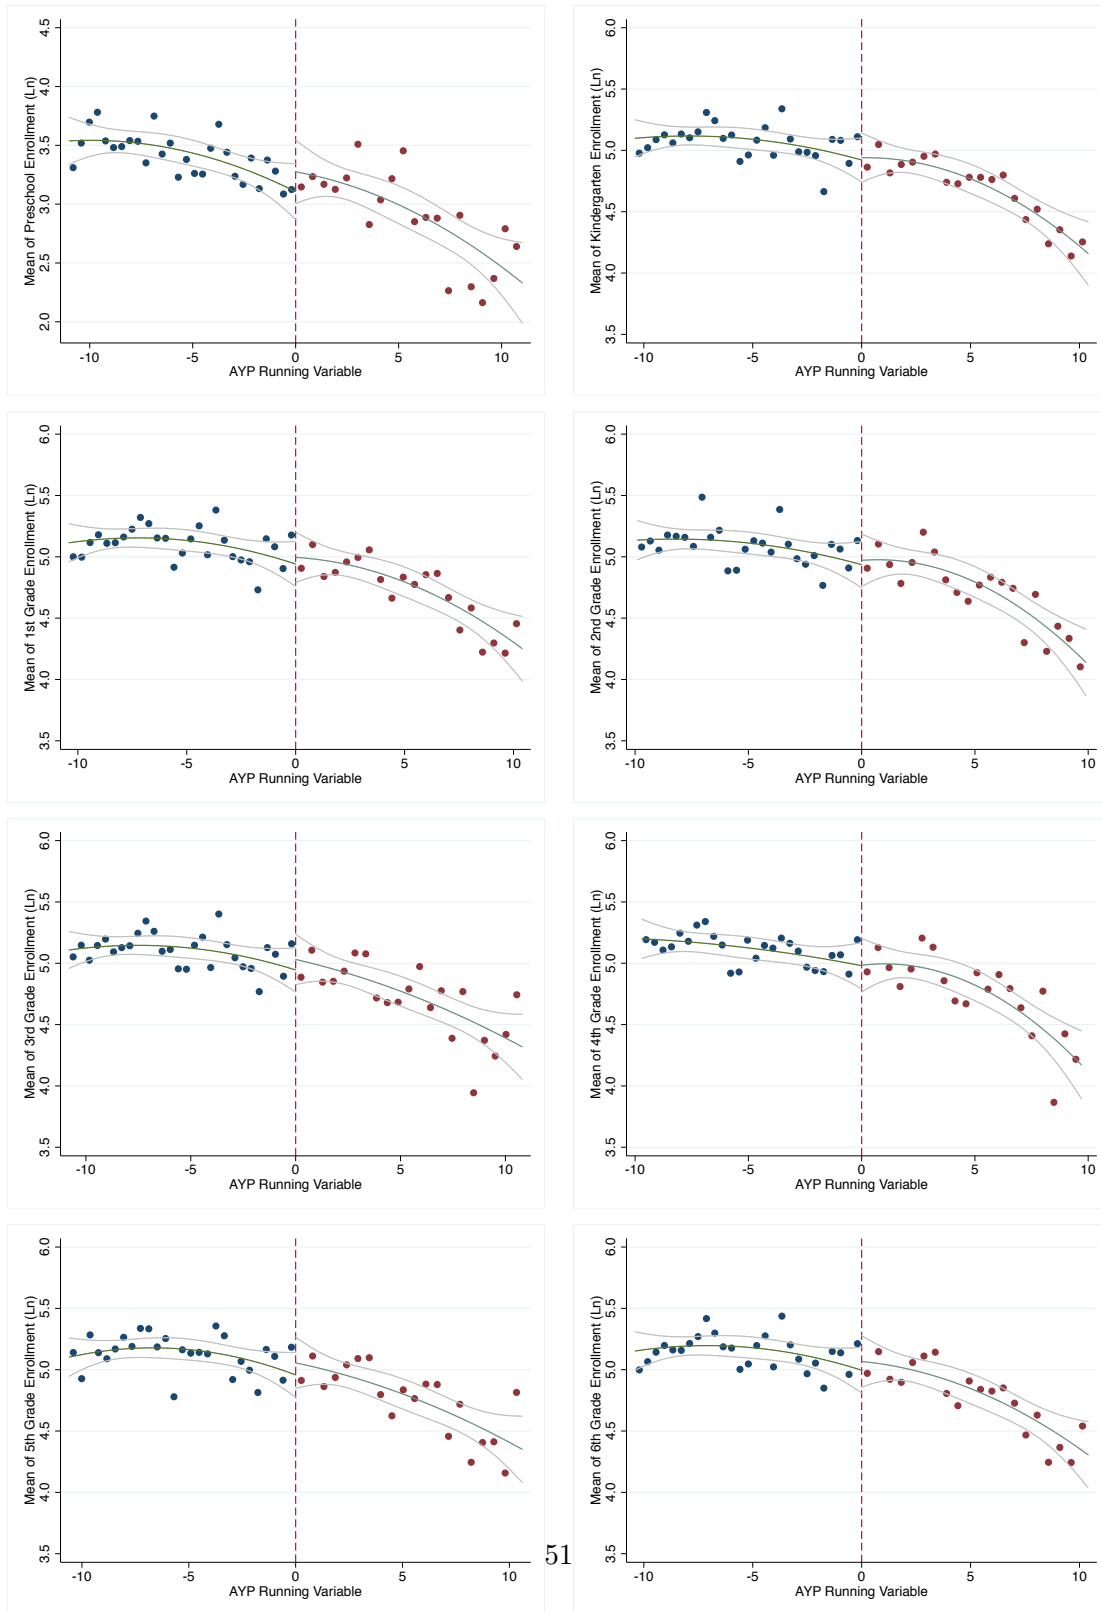 Mean of Preschool Enrollment (Ln)
4.5
4.0
3.5
3.0
2.5
2.0
-10 -5 0 5 10
AYP Running Variable
Mean of Kindergarten Enrollment (Ln)
6.0
5.5
5.0
4.5
4.0
3.5
-10 -5 0 5 10
AYP Running Variable
Mean of 1st Grade Enrollment (Ln)
6.0
5.5
5.0
4.5
4.0
3.5
-10 -5 0 5 10
AYP Running Variable
Mean of 2nd Grade Enrollment (Ln)
6.0
5.5
5.0
4.5
4.0
3.5
-10 -5 0 5 10
AYP Running Variable
Mean of 3rd Grade Enrollment (Ln)
6.0
5.5
5.0
4.5
4.0
3.5
-10 -5 0 5 10
AYP Running Variable
Mean of 4th Grade Enrollment (Ln)
6.0
5.5
5.0
4.5
4.0
3.5
-10 -5 0 5 10
AYP Running Variable
Mean of 5th Grade Enrollment (Ln)
6.0
5.5
5.0
4.5
4.0
3.5
-10 -5 0 5 10
AYP Running Variable
Mean of 6th Grade Enrollment (Ln)
6.0
5.5
5.0
4.5
4.0
3.5
-10 -5 0 5 10
AYP Running Variable
51